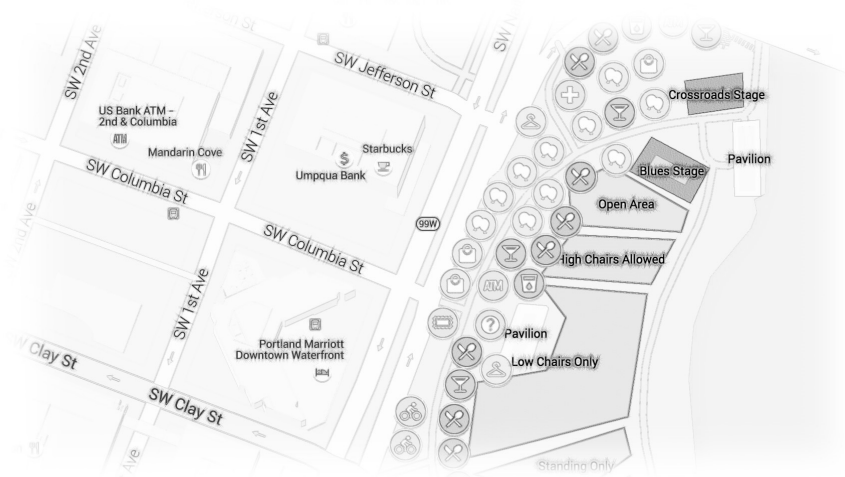 SW 2nd Ave
SW Jefferson St
Crossroads Stage
US Bank ATM –
2nd & Columbia
ATM
SW 1st Ave
Starbucks
Mandarin Cove
Umpqua Bank
$
Pavilion
Blues Stage
SW Columbia St
Open Area
99W
SW Columbia St
High Chairs Allowed
ATM
SW 1st Ave
?
Pavilion
Portland Marriott
Downtown Waterfront
Low Chairs Only
Clay St
SW Clay St
Ave
Standing Only